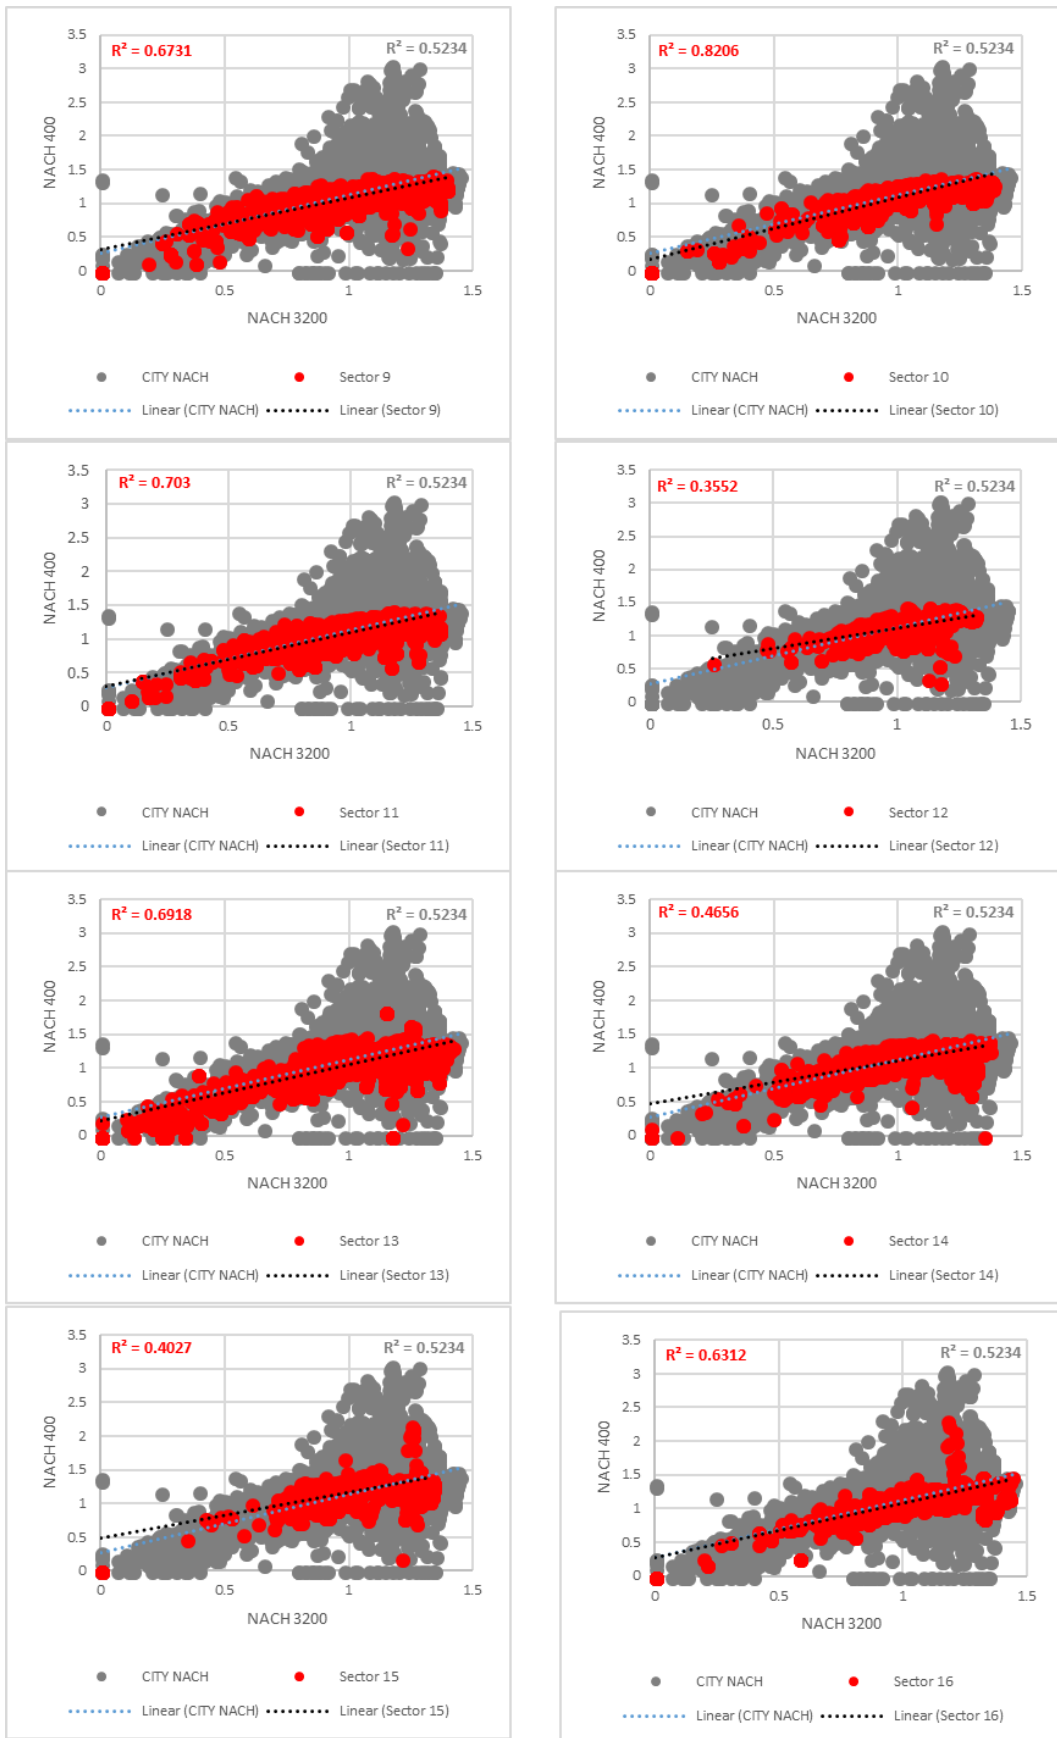 R² = 0.6731 R² = 0.5234
3.5
3
2.5
2
1.5
1
0.5
0
NACH 400
0 0.5 1 1.5
NACH 3200
CITY NACH Sector 9
Linear (CITY NACH) Linear (Sector 9)
R² = 0.8206 R² = 0.5234
3.5
3
2.5
2
1.5
1
0.5
0
NACH 400
0 0.5 1 1.5
NACH 3200
CITY NACH Sector 10
Linear (CITY NACH) Linear (Sector 10)
R² = 0.703 R² = 0.5234
3.5
3
2.5
2
1.5
1
0.5
0
NACH 400
0 0.5 1 1.5
NACH 3200
CITY NACH Sector 11
Linear (CITY NACH) Linear (Sector 11)
R² = 0.3552 R² = 0.5234
3.5
3
2.5
2
1.5
1
0.5
0
NACH 400
0 0.5 1 1.5
NACH 3200
CITY NACH Sector 12
Linear (CITY NACH) Linear (Sector 12)
R² = 0.6918 R² = 0.5234
3.5
3
2.5
2
1.5
1
0.5
0
NACH 400
0 0.5 1 1.5
NACH 3200
CITY NACH Sector 13
Linear (CITY NACH) Linear (Sector 13)
R² = 0.4656 R² = 0.5234
3.5
3
2.5
2
1.5
1
0.5
0
NACH 400
0 0.5 1 1.5
NACH 3200
CITY NACH Sector 14
Linear (CITY NACH) Linear (Sector 14)
R² = 0.4027 R² = 0.5234
3.5
3
2.5
2
1.5
1
0.5
0
NACH 400
0 0.5 1 1.5
NACH 3200
CITY NACH Sector 15
Linear (CITY NACH) Linear (Sector 15)
R² = 0.6312 R² = 0.5234
3.5
3
2.5
2
1.5
1
0.5
0
NACH 400
0 0.5 1 1.5
NACH 3200
CITY NACH Sector 16
Linear (CITY NACH) Linear (Sector 16)